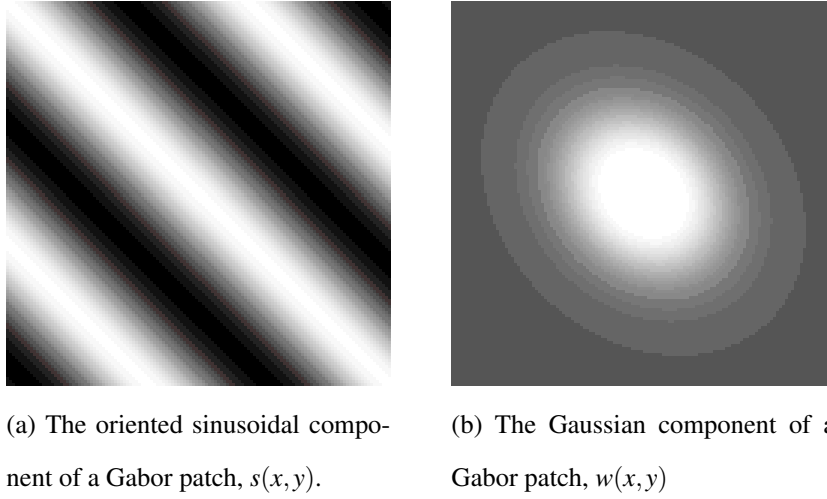 (a) The oriented sinusoidal compo-
nent of a Gabor patch, s(x,y).
(b) The Gaussian component of a
Gabor patch, w(x,y)